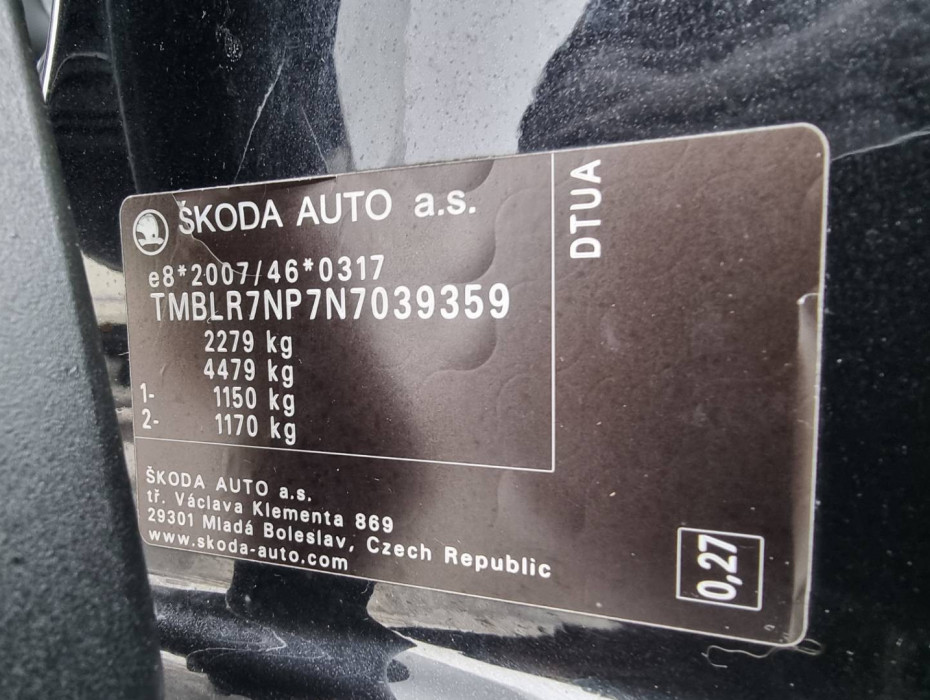 ŠKODA AUTO a.s.
e8*2007/46*0317
TMBLR7NP7N7039359
2279 kg
4479 kg
1- 1150 kg
2- 1170 kg
ŠKODA AUTO a.s.
tř. Václava Klementa 869
29301 Mladá Boleslav, Czech Republic
www.skoda-auto.com
DTUA
0,27